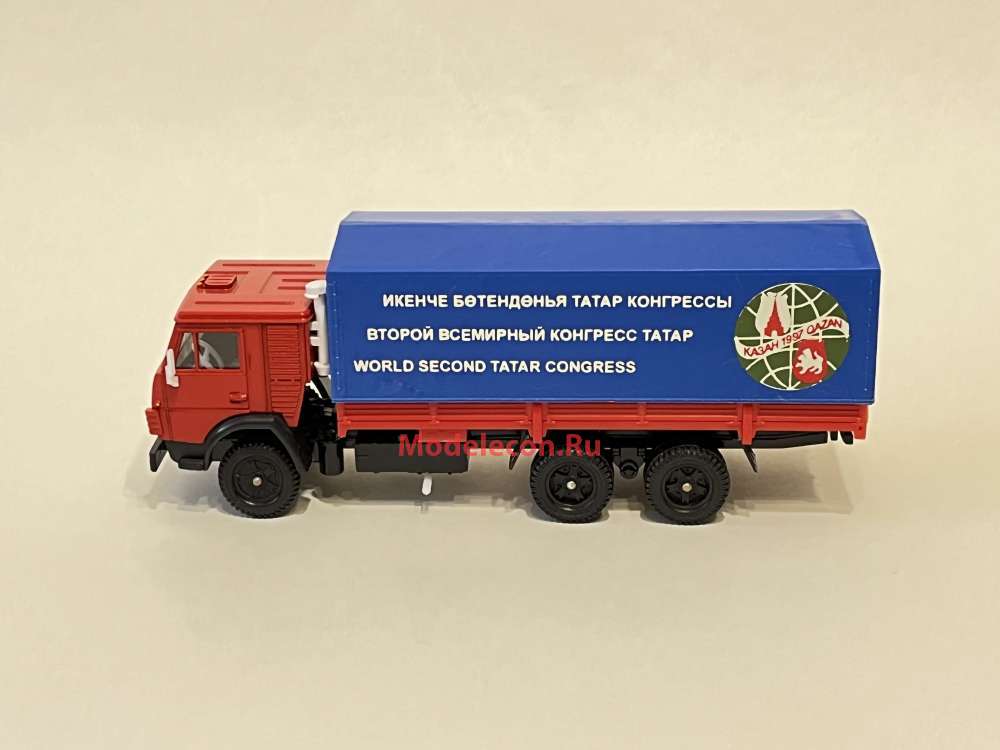 ИКЕНЧЕ БӨТЕНДӨНЬЯ ТАТАР КОНГРЕССЫ
ВТОРОЙ ВСЕМИРНЫЙ КОНГРЕСС ТАТАР
WORLD SECOND TATAR CONGRESS
КАЗАН 1997 QAZAN
Modelecon.Ru